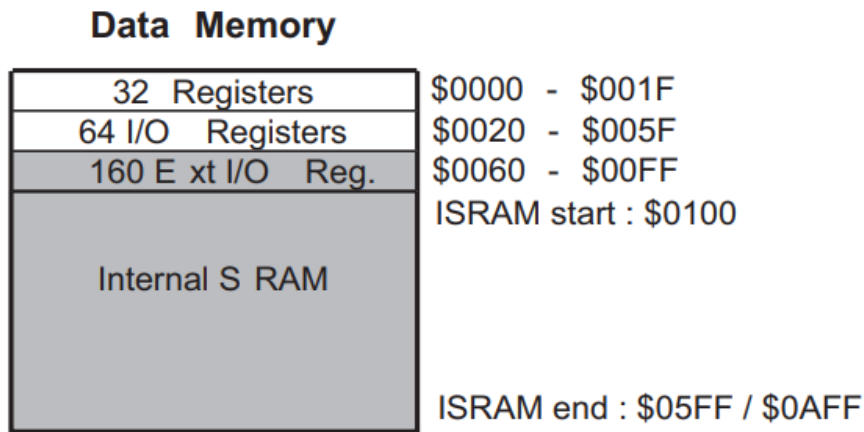 Data Memory
32 Registers $0000 - $001F
64 I/O Registers $0020 - $005F
160 E xt I/O Reg. $0060 - $00FF
ISRAM start : $0100
Internal S RAM
ISRAM end : $05FF / $0AFF